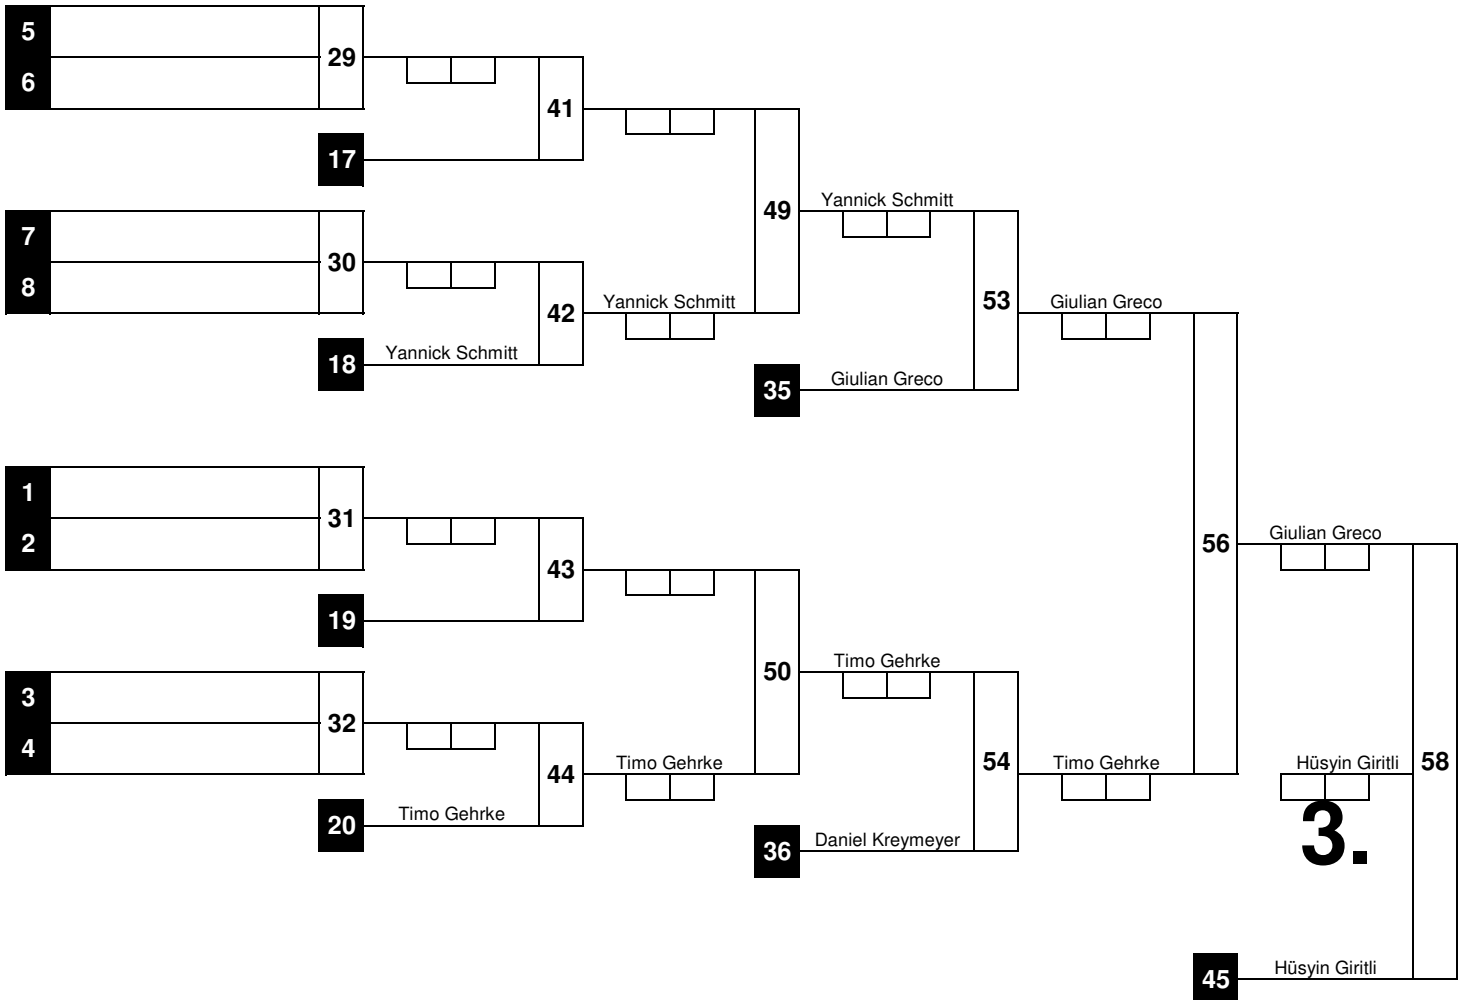 5
29
6
41
17
Yannick Schmitt
7
49
30
8
Yannick Schmitt
42
53
Giulian Greco
18
Yannick Schmitt
35
Giulian Greco
1
31
2
Giulian Greco
56
43
19
Timo Gehrke
50
3
32
4
Timo Gehrke
54
Timo Gehrke
Hüsyin Giritli
58
44
20
Timo Gehrke
3.
36
Daniel Kreymeyer
45
Hüsyin Giritli